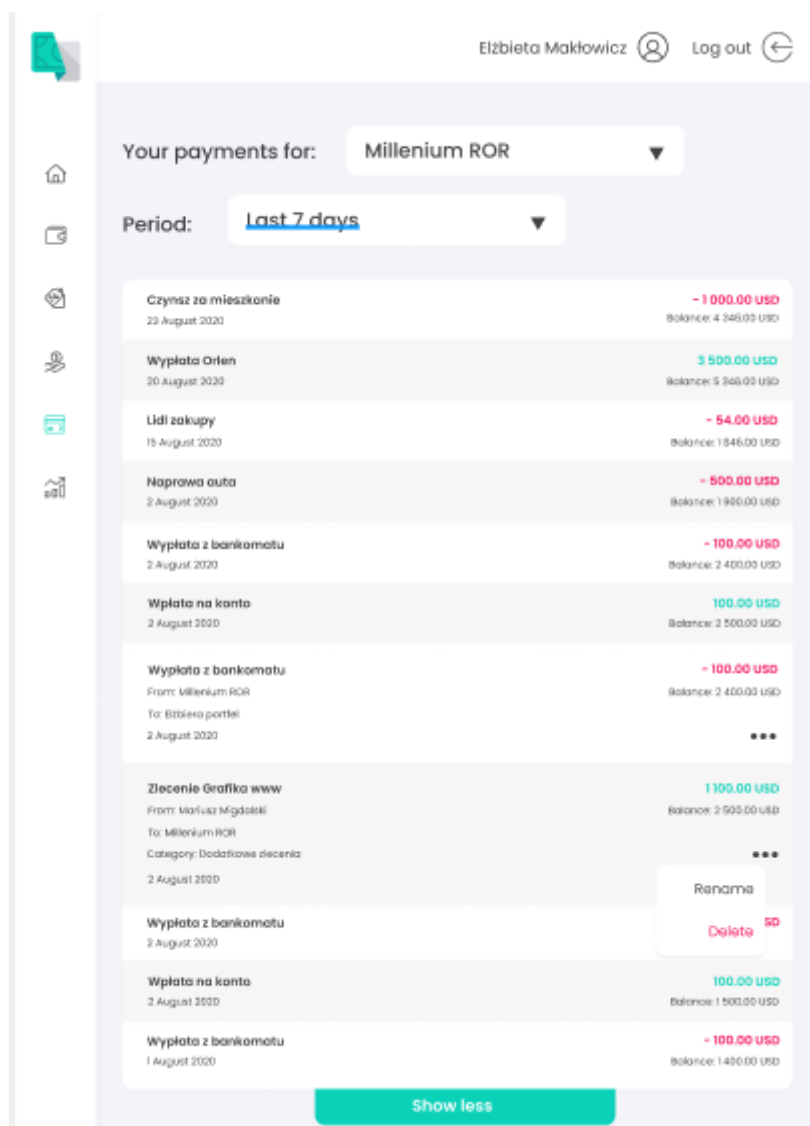 Elżbieta Makłowicz Log out
Your payments for: Millenium ROR
Period: Last 7 days
Czynsz za mieszkanie - 1 000.00 USD
23 August 2020 Balance: 4 346.00 USD
Wypłata Orlen 3 500.00 USD
20 August 2020 Balance: 5 346.00 USD
Lidl zakupy - 54.00 USD
15 August 2020 Balance: 1 846.00 USD
Naprawa auta - 500.00 USD
2 August 2020 Balance: 1 900.00 USD
Wypłata z bankomatu - 100.00 USD
2 August 2020 Balance: 2 400.00 USD
Wpłata na konto 100.00 USD
2 August 2020 Balance: 2 500.00 USD
Wypłata z bankomatu - 100.00 USD
From: Millenium ROR Balance: 2 400.00 USD
To: Elżbieta portfel
2 August 2020
Zlecenie Grafika www 1 100.00 USD
From: Mariusz Migdalski Balance: 2 500.00 USD
To: Millenium ROR
Category: Dodatkowe zlecenia
2 August 2020
Rename
Wypłata z bankomatu SD
2 August 2020 Delete
Wpłata na konto 100.00 USD
2 August 2020 Balance: 1 500.00 USD
Wypłata z bankomatu - 100.00 USD
1 August 2020 Balance: 1 400.00 USD
Show less